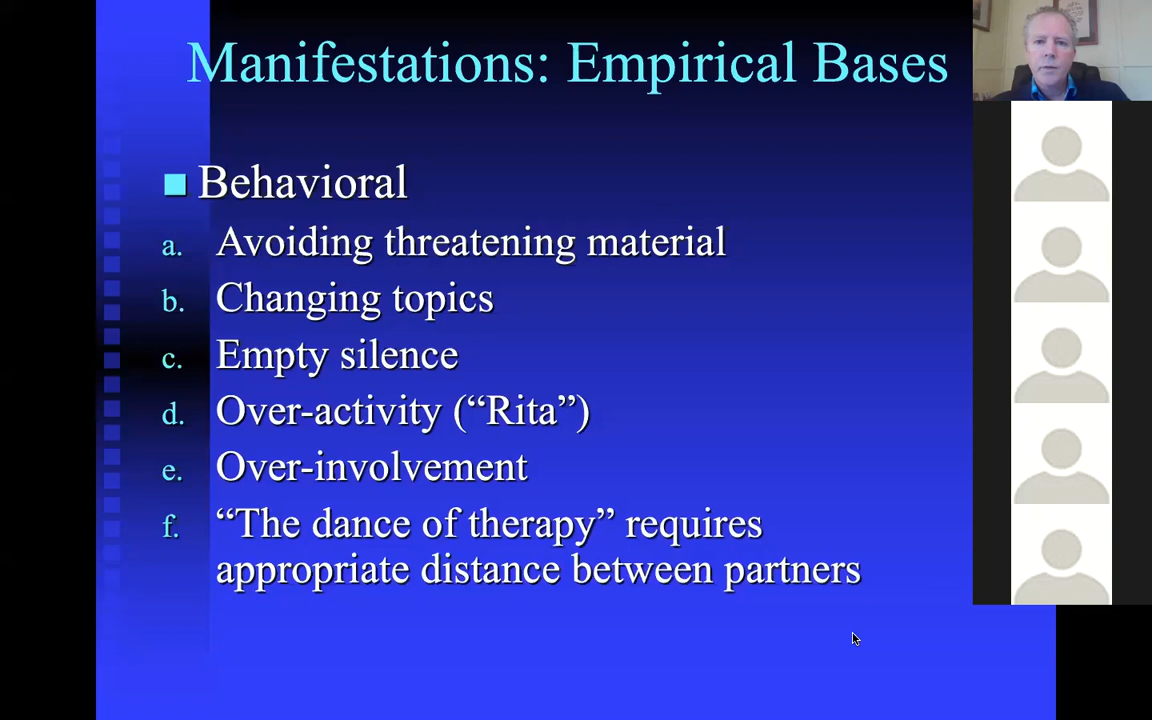 Manifestations: Empirical Bases
Behavioral
a. Avoiding threatening material
b. Changing topics
c. Empty silence
d. Over-activity (“Rita”)
e. Over-involvement
f. “The dance of therapy” requires
appropriate distance between partners